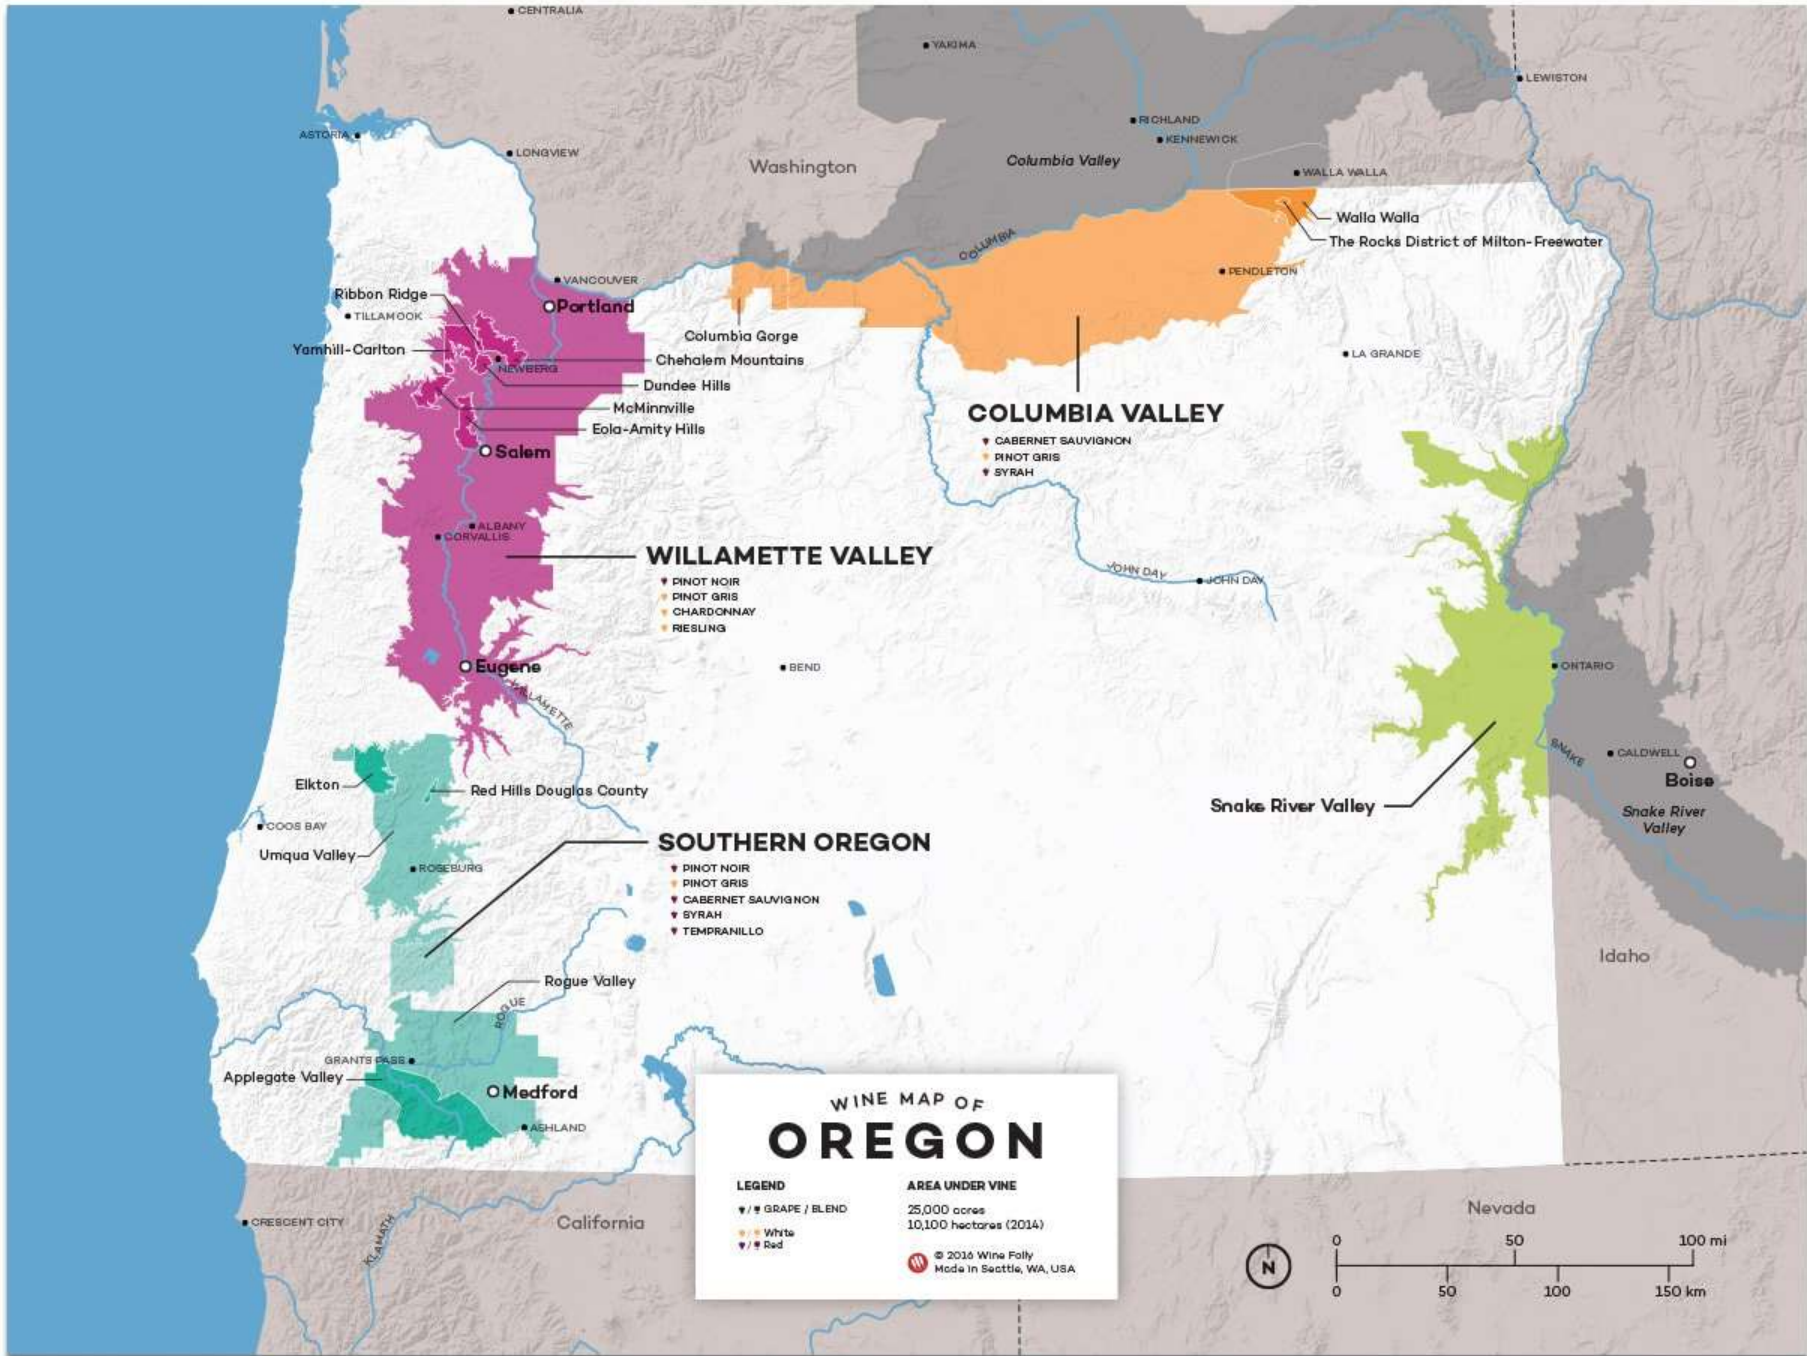 CENTRALIA
YAKIMA
LEWISTON
ASTORIA
LONGVIEW
RICHLAND
KENNEWICK
Washington
Columbia Valley
WALLA WALLA
Walla Walla
The Rocks District of Milton-Freewater
COLUMBIA
PENDLETON
VANCOUVER
Ribbon Ridge
Portland
TILLAMOOK
Columbia Gorge
Yamhill-Carlton
Chehalem Mountains
LA GRANDE
NEWBERG
Dundee Hills
McMinnville
Eola-Amity Hills
Salem
COLUMBIA VALLEY
CABERNET SAUVIGNON
PINOT GRIS
SYRAH
ALBANY
CORVALLIS
WILLAMETTE VALLEY
PINOT NOIR
PINOT GRIS
CHARDONNAY
RIESLING
JOHN DAY
JOHN DAY
Eugene
BEND
ONTARIO
WILLAMETTE
SNAKE
CALDWELL
Boise
Elkton
Red Hills Douglas County
Snake River Valley
Snake River
Valley
COOS BAY
Umqua Valley
ROSEBURG
SOUTHERN OREGON
PINOT NOIR
PINOT GRIS
CABERNET SAUVIGNON
SYRAH
TEMPRANILLO
Idaho
Rogue Valley
ROGUE
GRANTS PASS
Applegate Valley
Medford
ASHLAND
WINE MAP OF
OREGON
LEGEND
/ GRAPE / BLEND
/ White
/ Red
AREA UNDER VINE
25,000 acres
10,100 hectares (2014)
© 2016 Wine Folly
Made in Seattle, WA, USA
CRESCENT CITY
KLAMATH
California
Nevada
N
0 50 100 mi
0 50 100 150 km